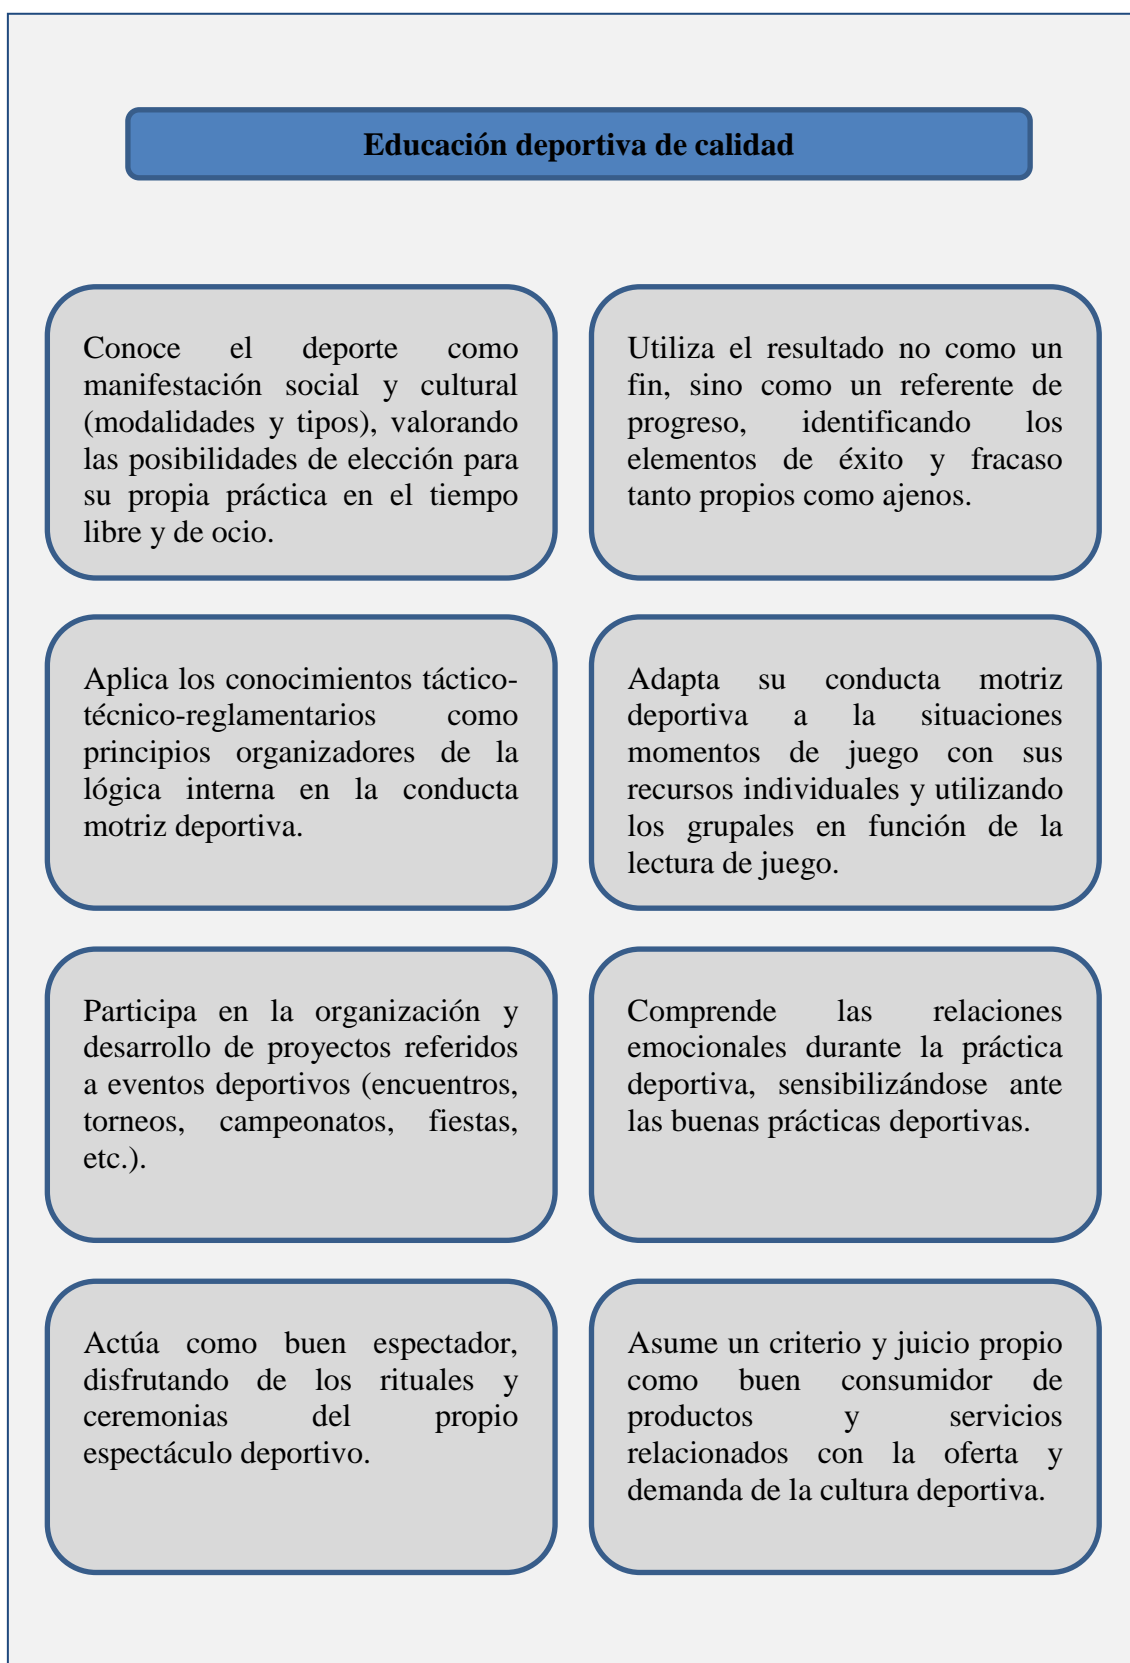 Educación deportiva de calidad
Conoce el deporte como
manifestación social y cultural
(modalidades y tipos), valorando
las posibilidades de elección para
su propia práctica en el tiempo
libre y de ocio.
Utiliza el resultado no como un
fin, sino como un referente de
progreso, identificando los
elementos de éxito y fracaso
tanto propios como ajenos.
Aplica los conocimientos táctico-
técnico-reglamentarios como
principios organizadores de la
lógica interna en la conducta
motriz deportiva.
Adapta su conducta motriz
deportiva a la situaciones
momentos de juego con sus
recursos individuales y utilizando
los grupales en función de la
lectura de juego.
Participa en la organización y
desarrollo de proyectos referidos
a eventos deportivos (encuentros,
torneos, campeonatos, fiestas,
etc.).
Comprende las relaciones
emocionales durante la práctica
deportiva, sensibilizándose ante
las buenas prácticas deportivas.
Actúa como buen espectador,
disfrutando de los rituales y
ceremonias del propio
espectáculo deportivo.
Asume un criterio y juicio propio
como buen consumidor de
productos y servicios
relacionados con la oferta y
demanda de la cultura deportiva.